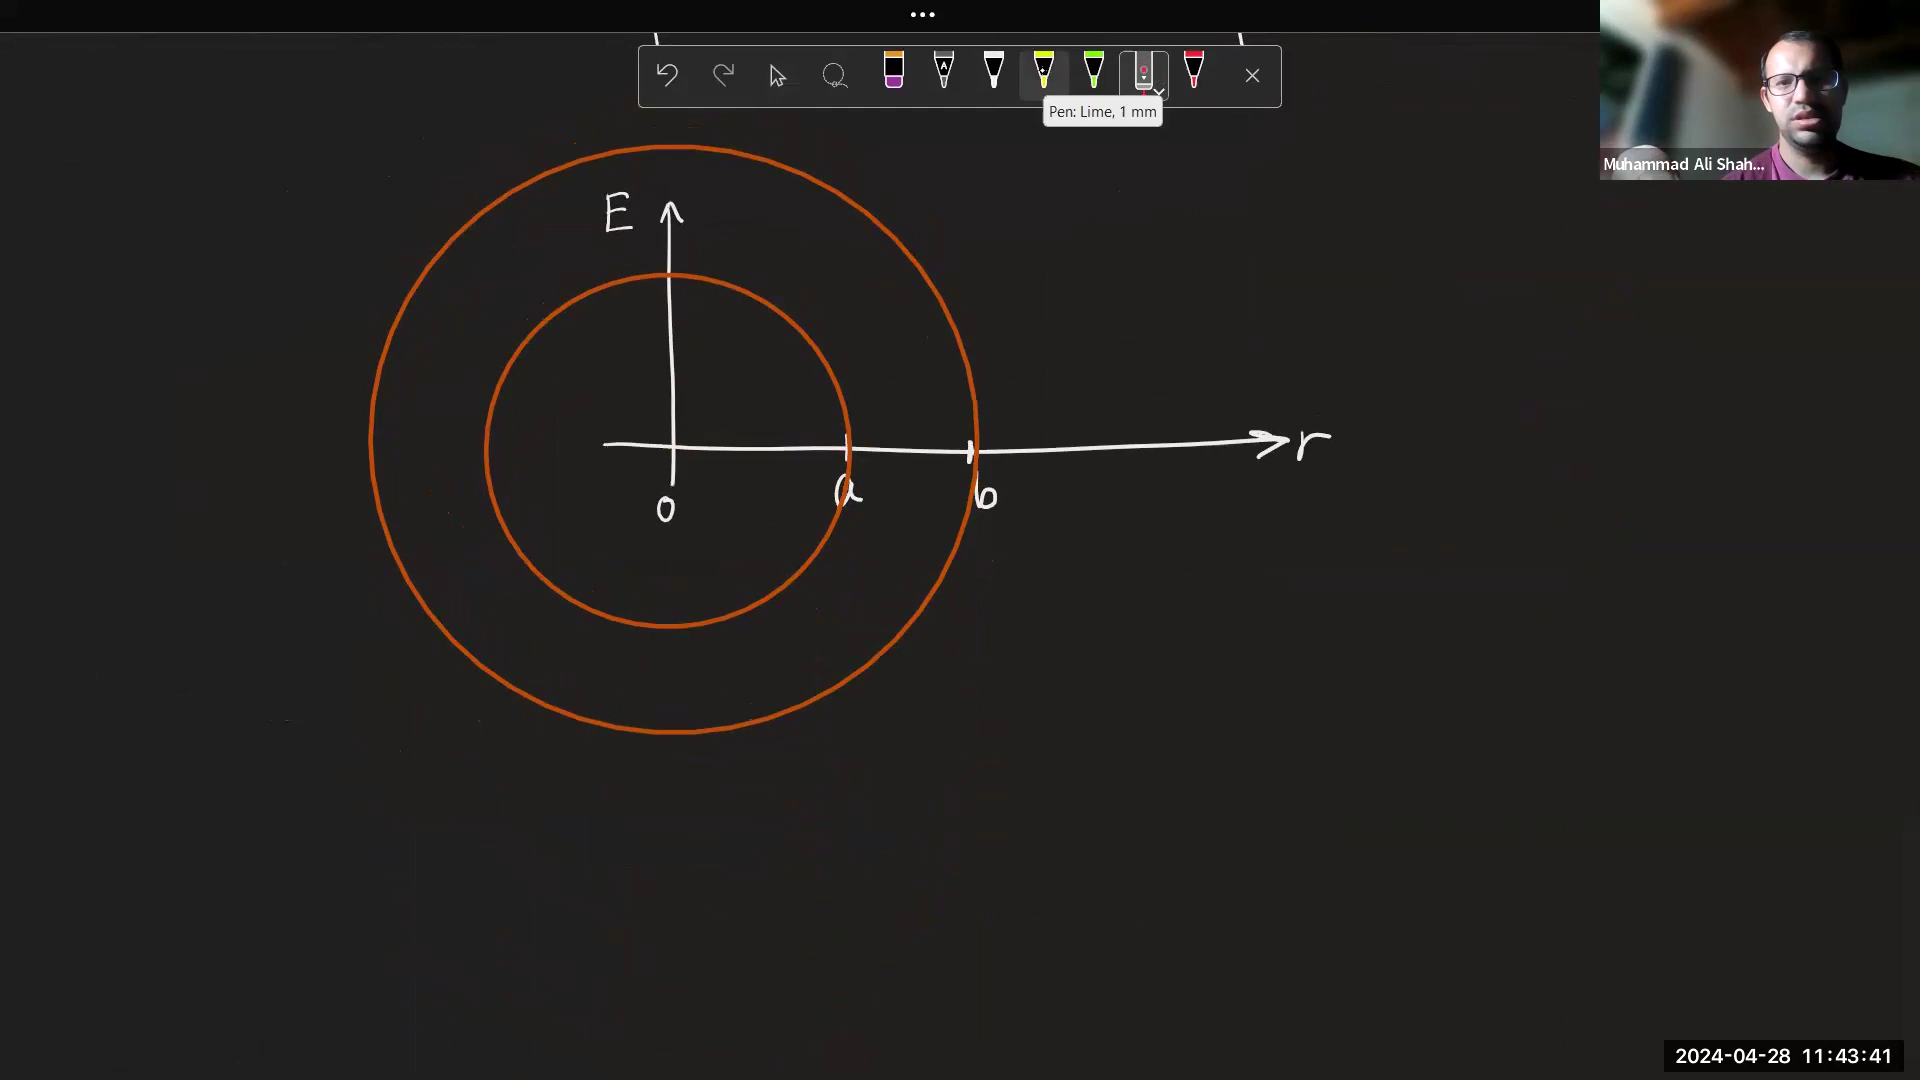 ...
A
Pen: Lime, 1 mm
Muhammad Ali Shah...
E
r
a
b
0
2024-04-28 11:43:41